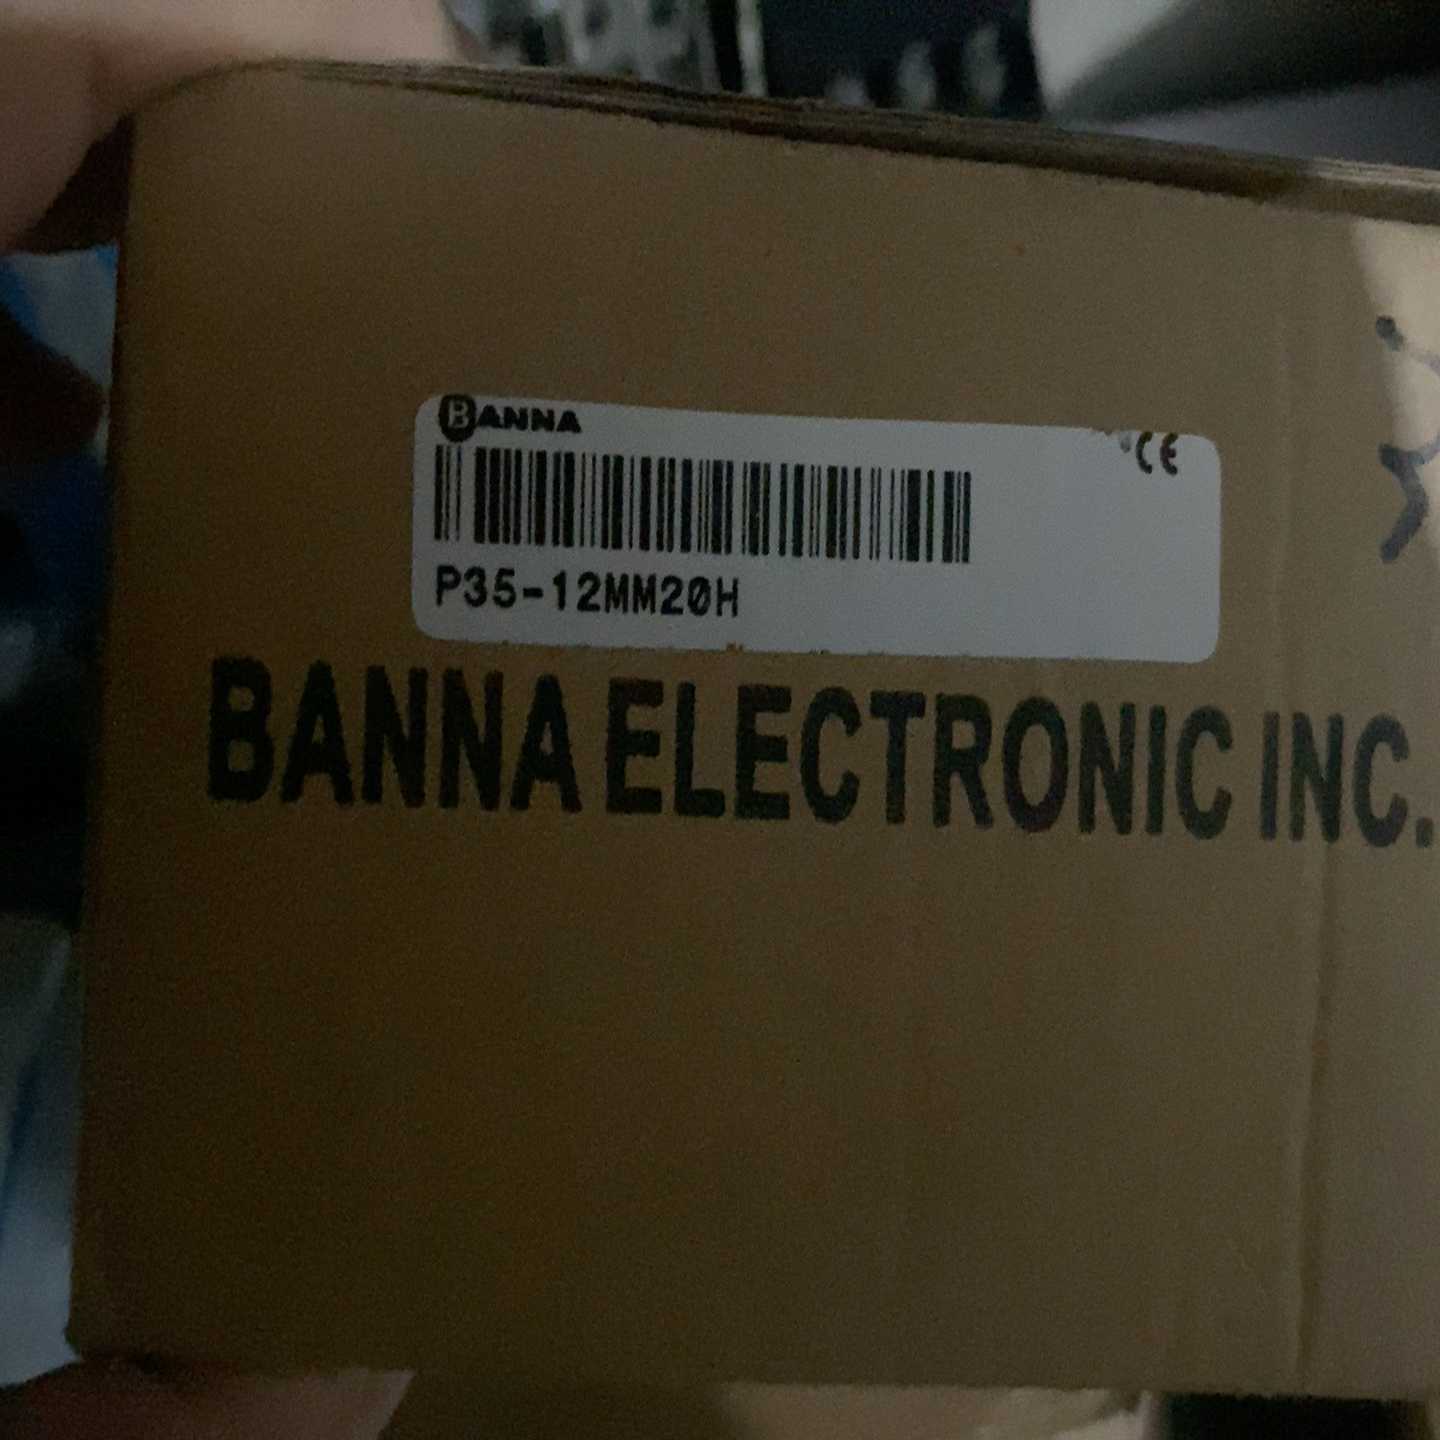 BANNA
CE
P35-12MM20H
BANNA ELECTRONIC INC.